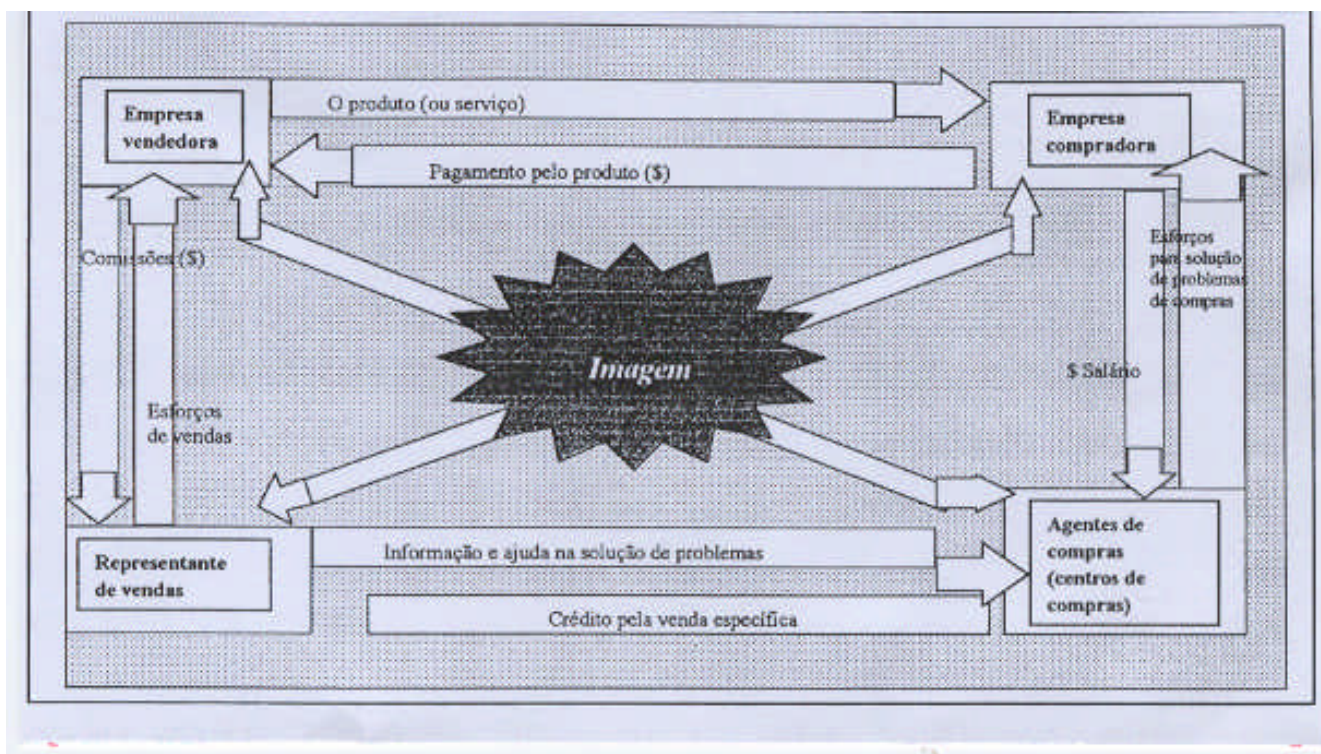 O produto (ou serviço)
Empresa
vendedora
Empresa
compradora
Pagamento pelo produto ($)
Comissões ($)
Esforços
para solução
de problemas
de compras
Imagem
$ Salário
Esforços
de vendas
Informação e ajuda na solução de problemas
Agentes de
compras
(centros de
compras)
Representante
de vendas
Crédito pela venda específica